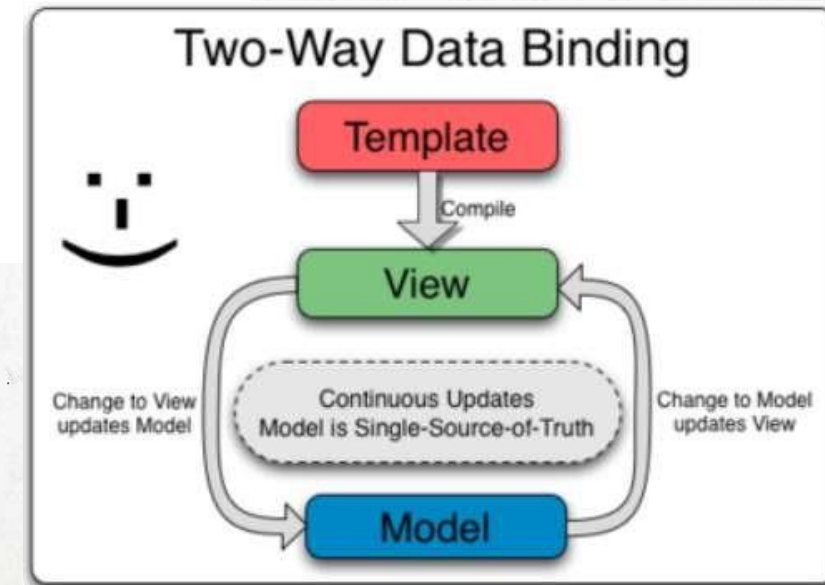 Two-Way Data Binding
Template
Compile
View
Change to View
updates Model
Continuous Updates
Model is Single-Source-of-Truth
Change to Model
updates View
Model